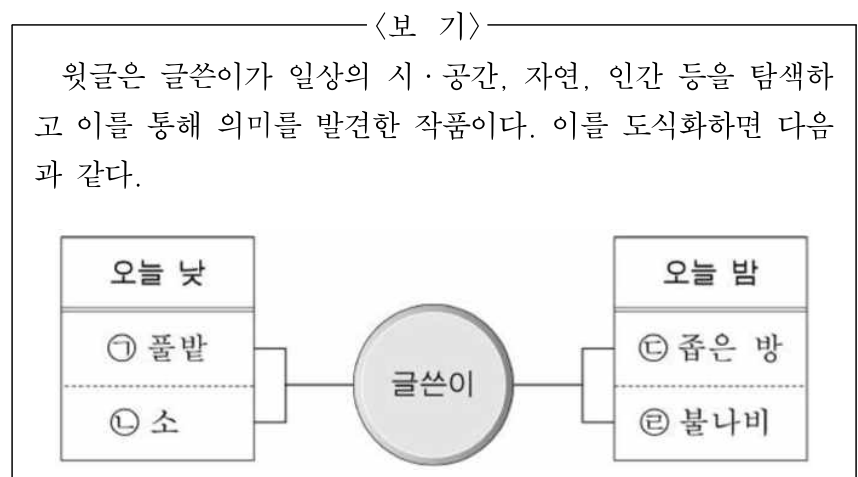 〈보 기〉
윗글은 글쓴이가 일상의 시·공간, 자연, 인간 등을 탐색하
고 이를 통해 의미를 발견한 작품이다. 이를 도식화하면 다음
과 같다.
오늘 낮
㉠ 풀밭
㉡ 소
글쓴이
오늘 밤
㉢ 좁은 방
㉣ 불나비